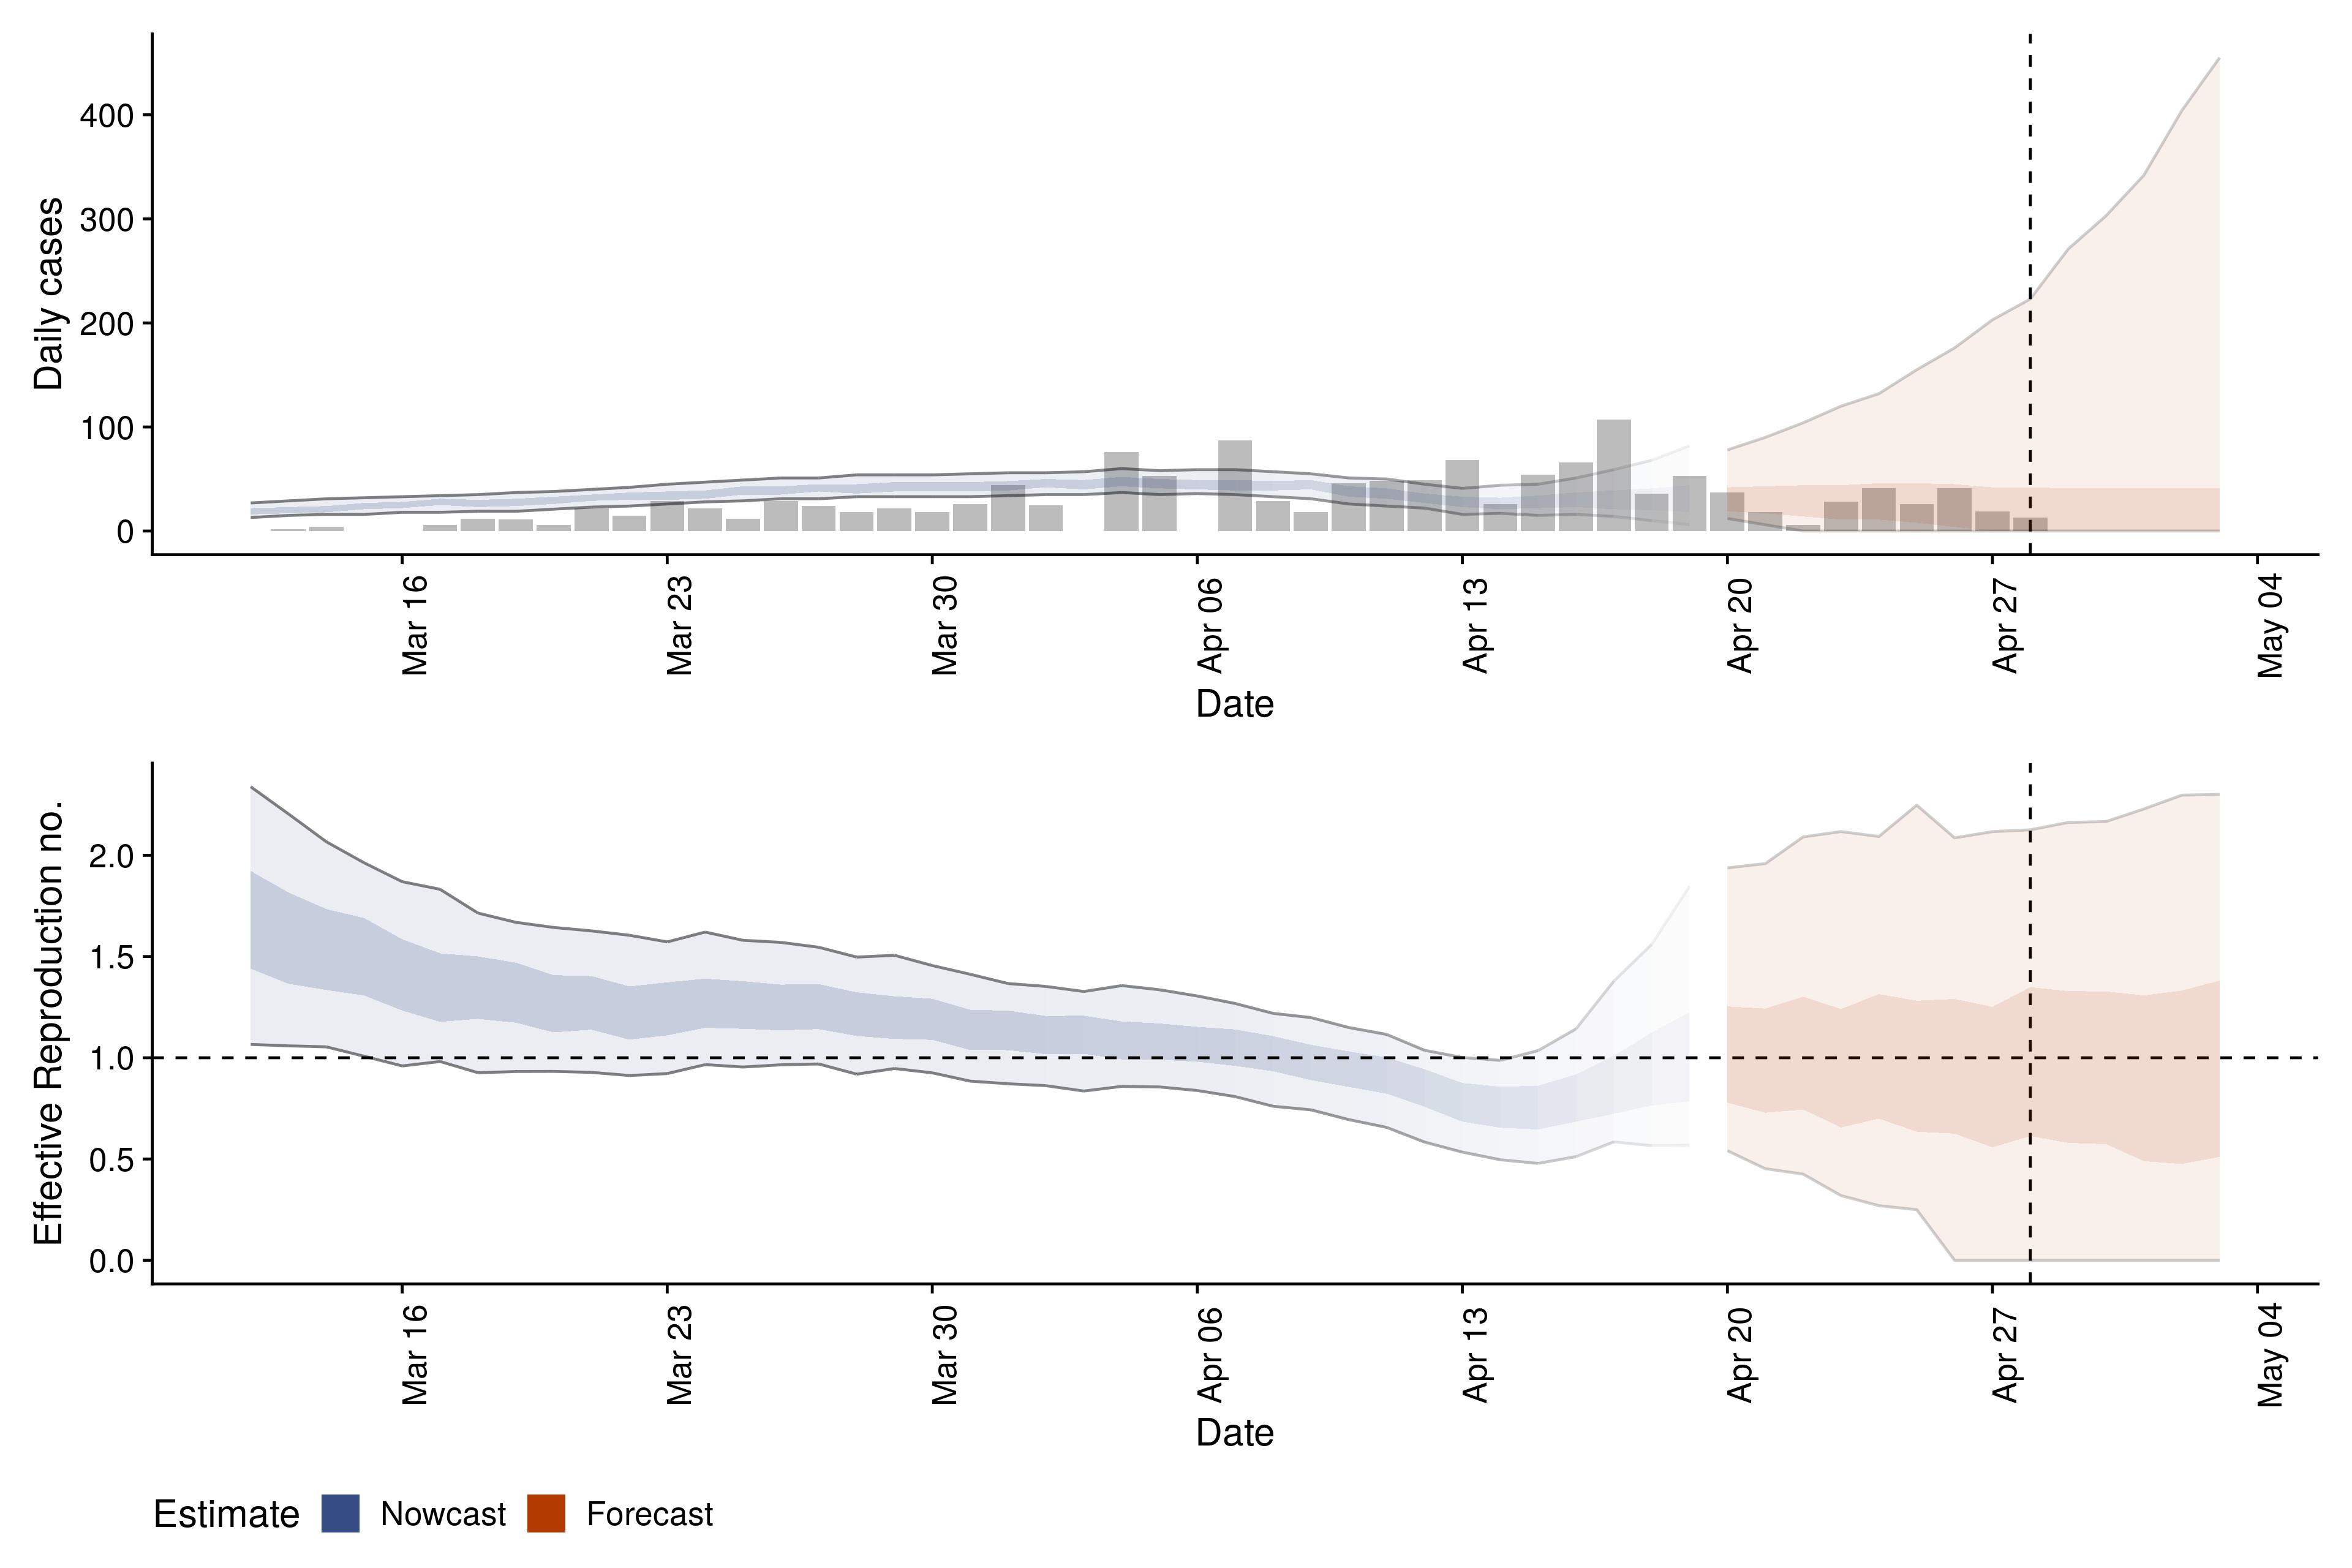 Daily cases
400
300
200
100
0
Mar 16
Mar 23
Mar 30
Apr 06
Apr 13
Apr 20
Apr 27
May 04
Date
Effective Reproduction no.
2.0
1.5
1.0
0.5
0.0
Mar 16
Mar 23
Mar 30
Apr 06
Apr 13
Apr 20
Apr 27
May 04
Date
Estimate Nowcast Forecast